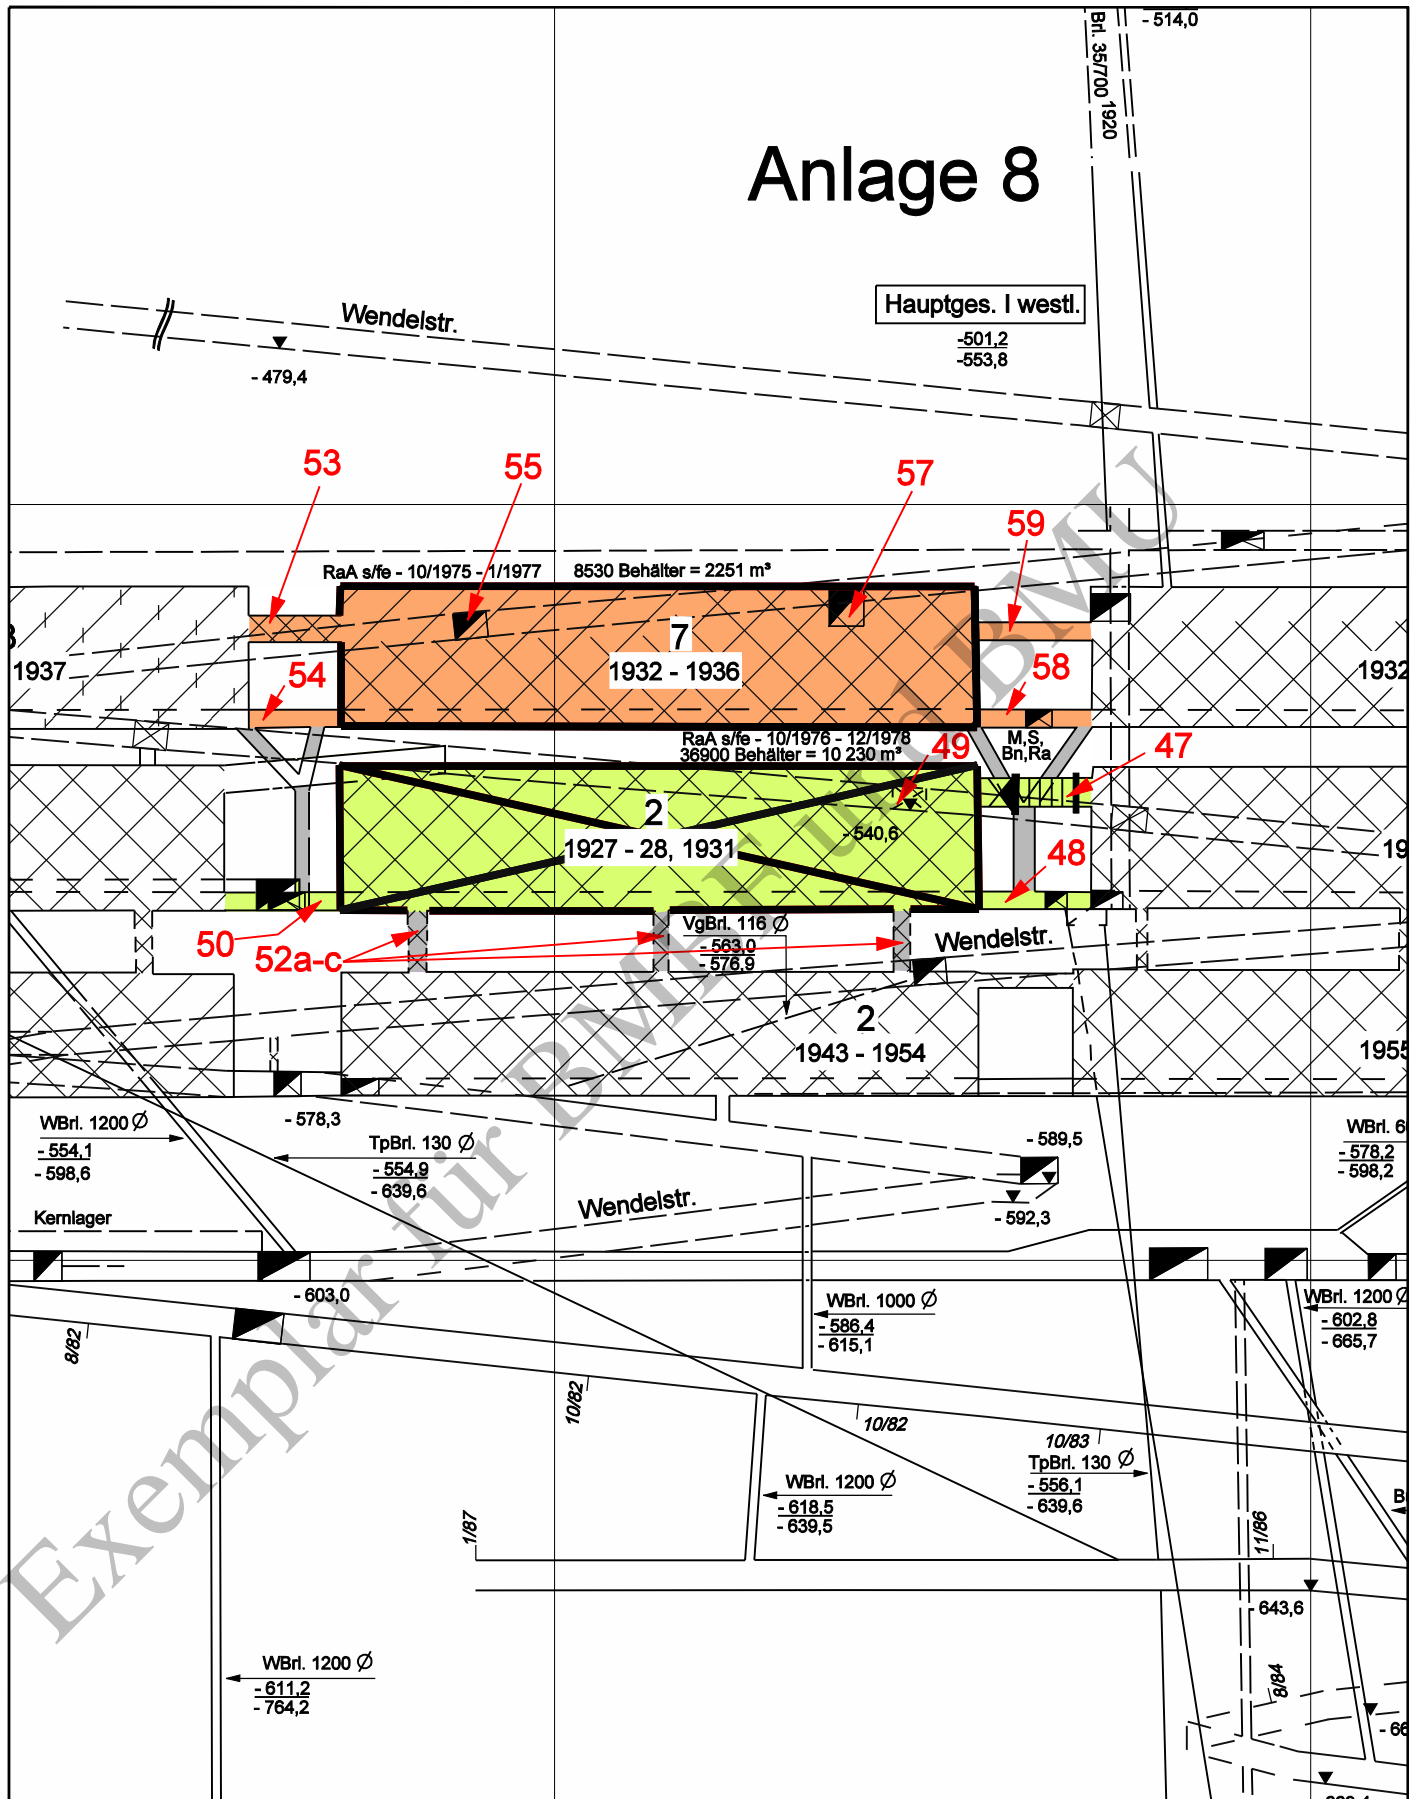 - 514,0
Brl. 35/700 1920
Anlage 8
Hauptges. I westl.
-501,2
-553,8
Wendelstr.
- 479,4
53
55
57
59
RaA s/fe - 10/1975 - 1/1977
8530 Behälter = 2251 m³
7
1932 - 1936
1937
1932
54
58
RaA s/fe - 10/1976 - 12/1978
36900 Behälter = 10 230 m³
M,S,
Bn,Ra
49
47
2
1927 - 28, 1931
- 540,6
19
48
50
52a-c
VgBrl. 116 Ø
- 563,0
- 576,9
Wendelstr.
2
1943 - 1954
1955
WBrl. 1200 Ø
- 554,1
- 598,6
- 578,3
TpBrl. 130 Ø
- 554,9
- 639,6
- 589,5
WBrl. 60
- 578,2
- 598,2
Wendelstr.
- 592,3
Kernlager
- 603,0
8/82
WBrl. 1000 Ø
- 586,4
- 615,1
WBrl. 1200 Ø
- 602,8
- 665,7
10/82
10/82
10/83
TpBrl. 130 Ø
- 556,1
- 639,6
WBrl. 1200 Ø
- 618,5
- 639,5
1/87
11/86
B
- 643,6
WBrl. 1200 Ø
- 611,2
- 764,2
8/84
- 66
Exemplar für BMBF und BMU